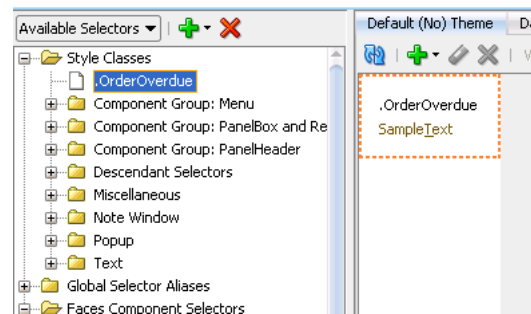 Available Selectors
Style Classes
.OrderOverdue
Component Group: Menu
Component Group: PanelBox and Re
Component Group: PanelHeader
Descendant Selectors
Miscellaneous
Note Window
Popup
Text
Global Selector Aliases
Faces Component Selectors
Default (No) Theme
.OrderOverdue
SampleText